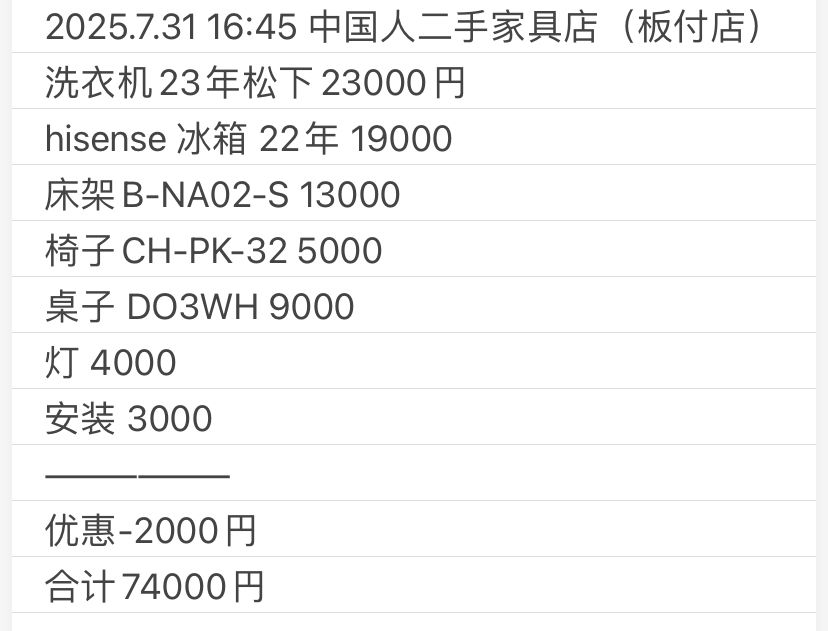 2025.7.31 16:45 中国人二手家具店（板付店）
洗衣机23年松下23000円
hisense 冰箱 22年 19000
床架B-NA02-S 13000
椅子CH-PK-32 5000
桌子 DO3WH 9000
灯 4000
安装 3000
——————
优惠-2000円
合计74000円